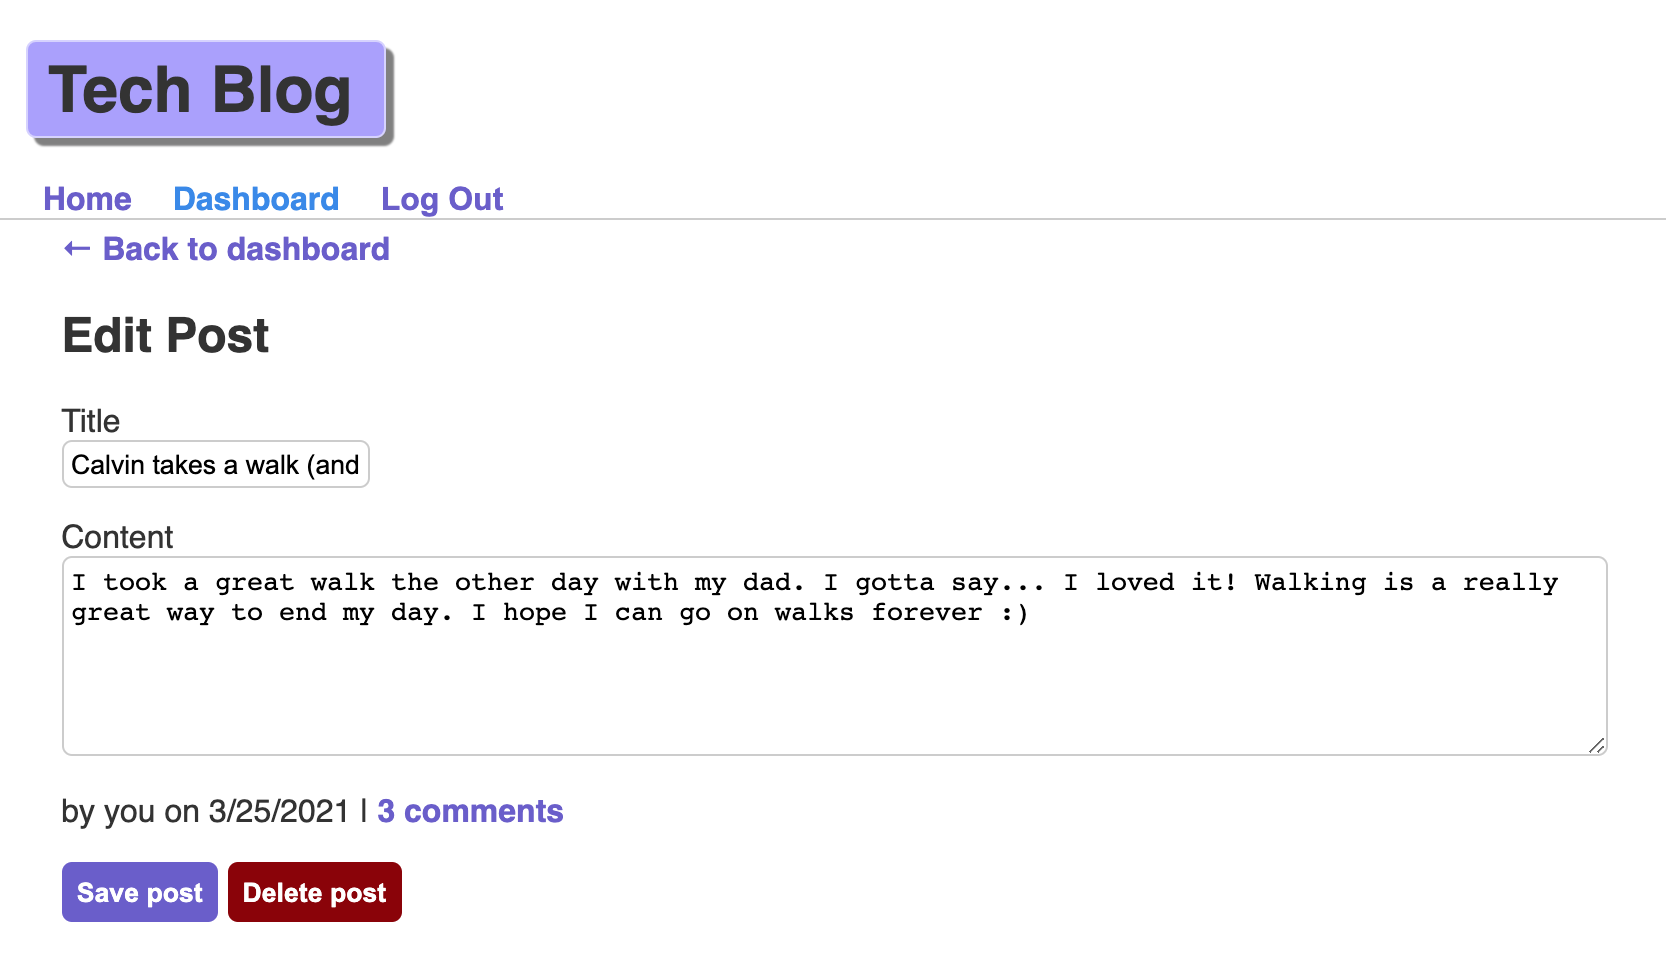 Tech Blog
Home Dashboard Log Out
← Back to dashboard
Edit Post
Title
Calvin takes a walk (and
Content
I took a great walk the other day with my dad. I gotta say... I loved it! Walking is a really
great way to end my day. I hope I can go on walks forever :)
by you on 3/25/2021 | 3 comments
Save post Delete post